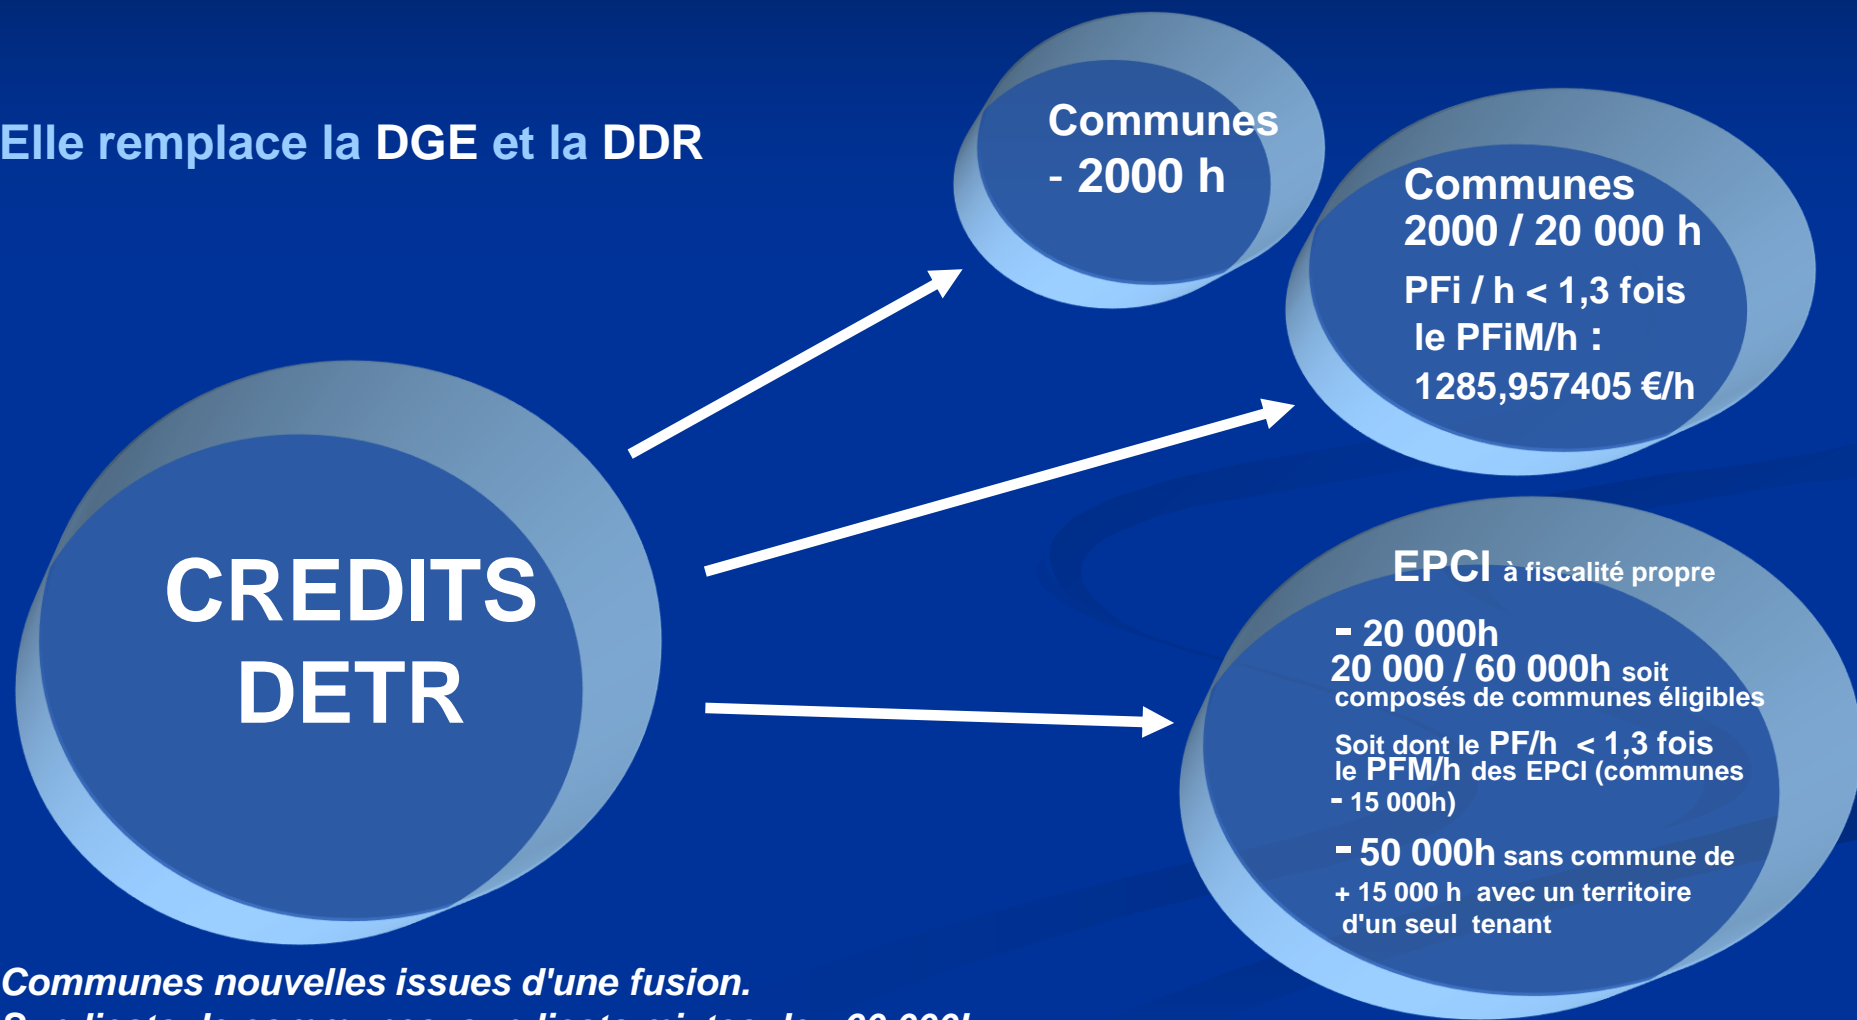 Elle remplace la DGE et la DDR
Communes
- 2000 h
Communes
2000 / 20 000 h
PFi / h < 1,3 fois
le PFiM/h :
1285,957405 €/h
CREDITS
DETR
EPCI à fiscalité propre
- 20 000h
20 000 / 60 000h soit
composés de communes éligibles
Soit dont le PF/h < 1,3 fois
le PFM/h des EPCI (communes
- 15 000h)
- 50 000h sans commune de
+ 15 000 h avec un territoire
d'un seul tenant
Communes nouvelles issues d'une fusion.